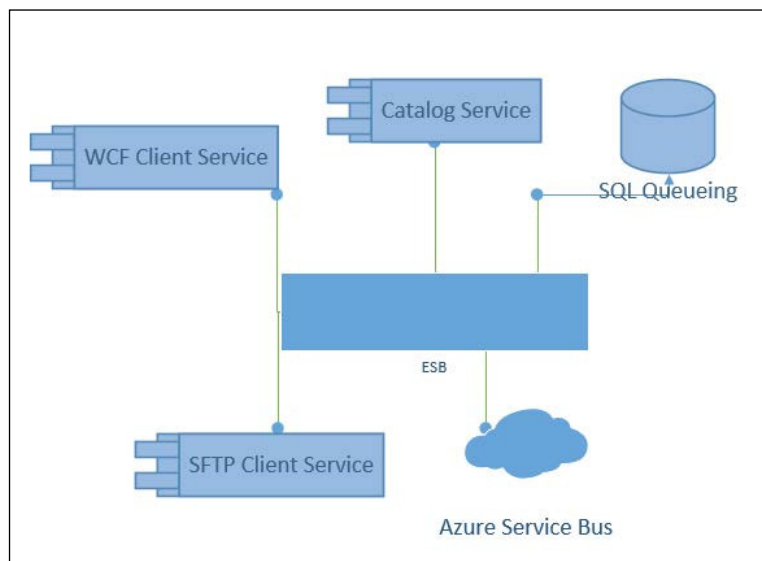 Catalog Service
WCF Client Service
SQL Queueing
ESB
SFTP Client Service
Azure Service Bus